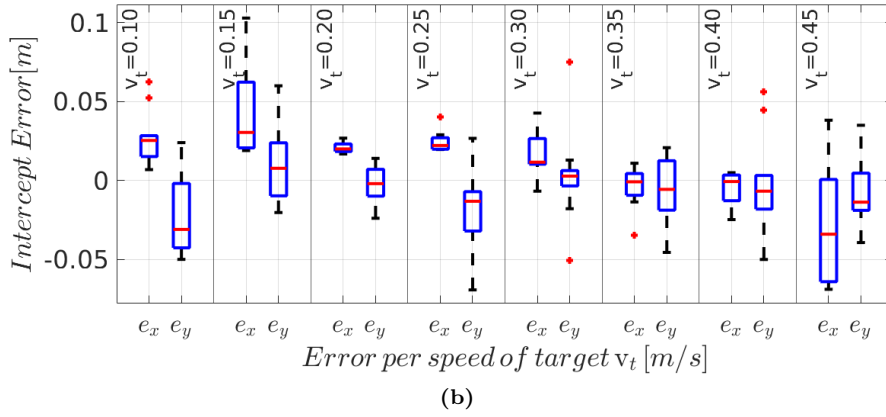 0.1
0.05
0
-0.05
Intercept Error[m]
v_t=0.10
v_t=0.15
v_t=0.20
v_t=0.25
v_t=0.30
v_t=0.35
v_t=0.40
v_t=0.45
e_x e_y e_x e_y e_x e_y e_x e_y e_x e_y e_x e_y e_x e_y e_x e_y
Error per speed of target v_t [m/s]
(b)